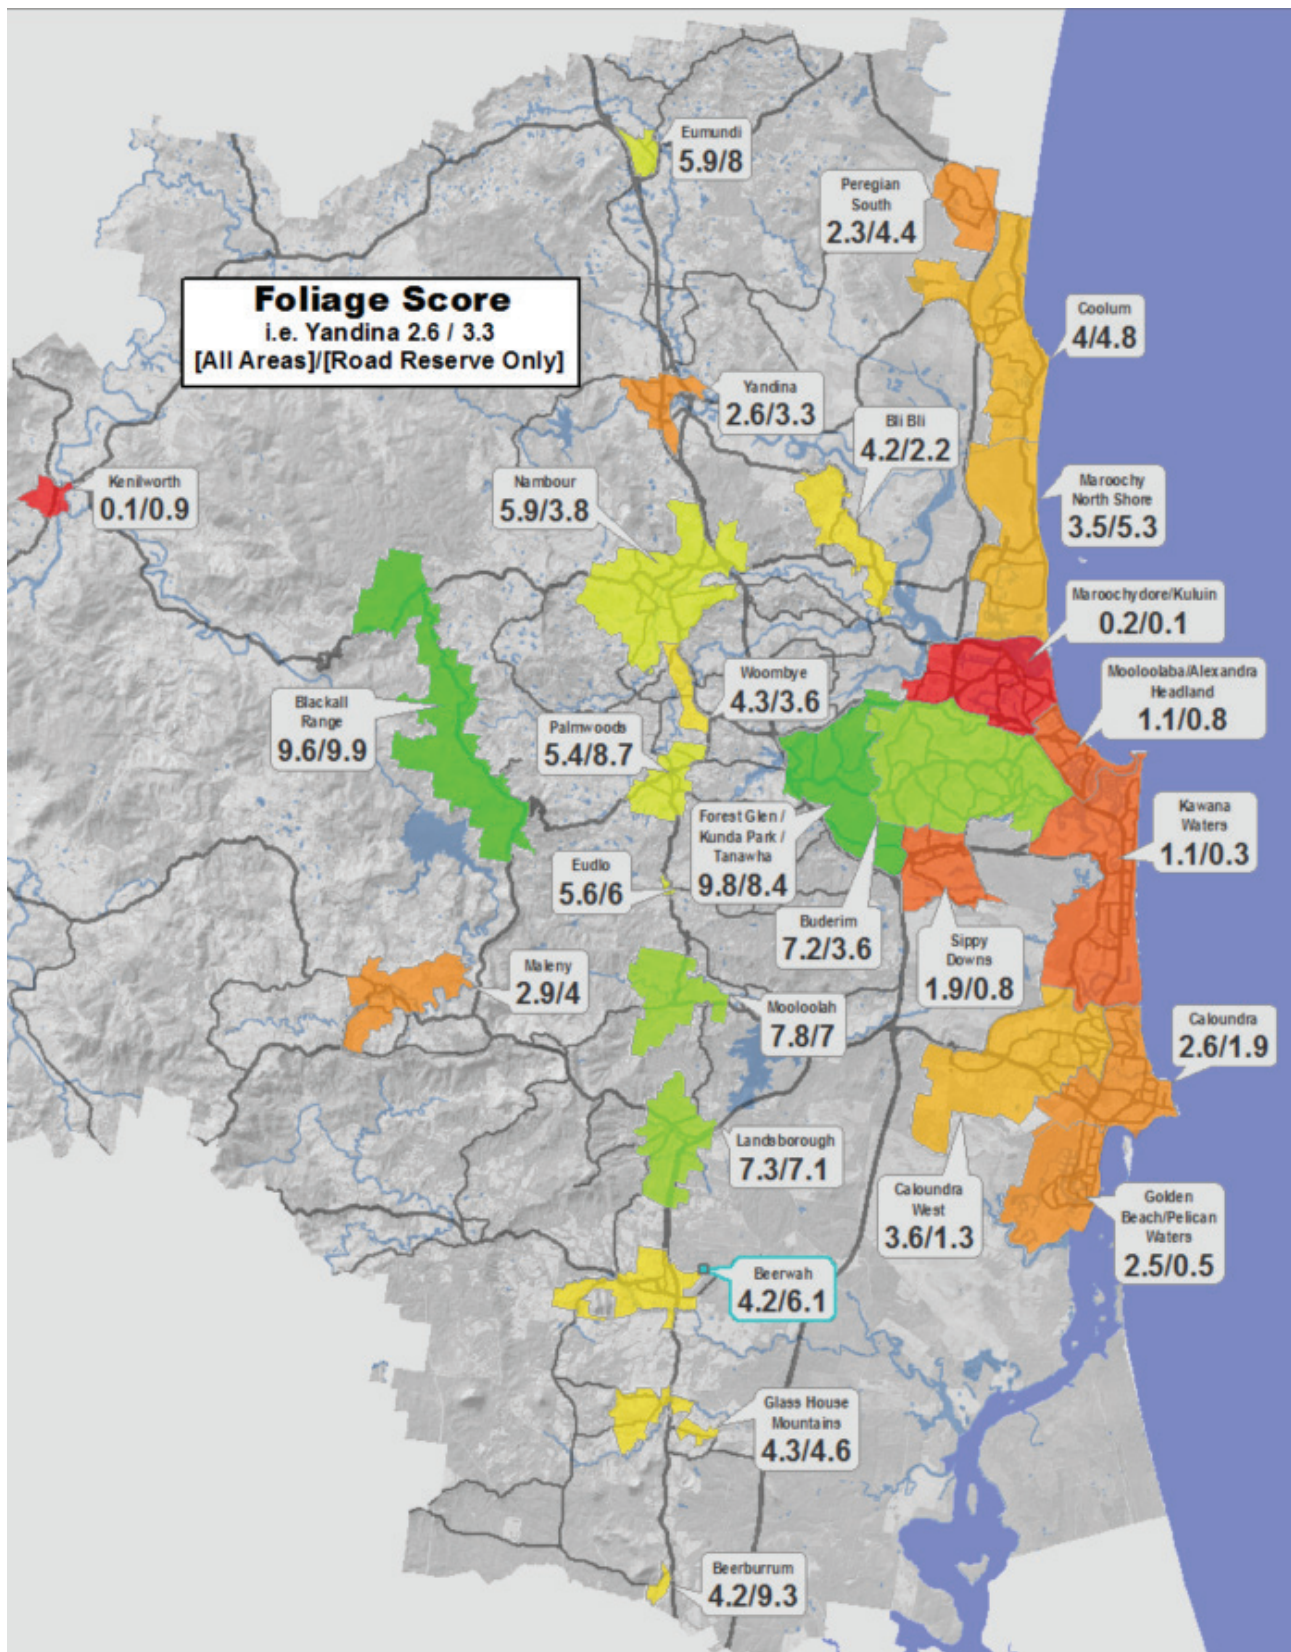 Eumundi
5.9/8
Peregian
South
2.3/4.4
Foliage Score
i.e. Yandina 2.6 / 3.3
[All Areas]/[Road Reserve Only]
Coolum
4/4.8
Yandina
2.6/3.3
Bli Bli
4.2/2.2
Kenilworth
0.1/0.9
Nambour
5.9/3.8
Maroochy
North Shore
3.5/5.3
Maroochydore/Kuluin
0.2/0.1
Mooloolaba/Alexandra
Headland
1.1/0.8
Woombye
4.3/3.6
Blackall
Range
9.6/9.9
Palmwoods
5.4/8.7
Forest Glen /
Kunda Park /
Tanawha
9.8/8.4
Kawana
Waters
1.1/0.3
Eudlo
5.6/6
Buderim
7.2/3.6
Sippy
Downs
1.9/0.8
Maleny
2.9/4
Mooloolah
7.8/7
Caloundra
2.6/1.9
Landsborough
7.3/7.1
Caloundra
West
3.6/1.3
Golden
Beach/Pelican
Waters
2.5/0.5
Beerwah
4.2/6.1
Glass House
Mountains
4.3/4.6
Beerburrum
4.2/9.3